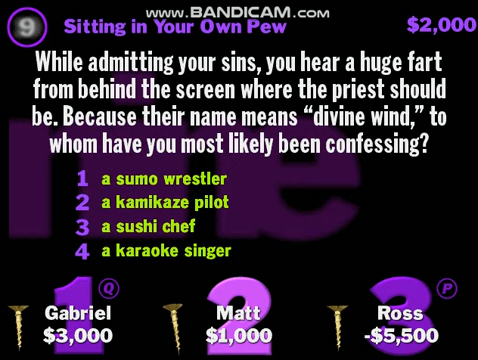 www.BANDICAM.com
9 Sitting in Your Own Pew $2,000
While admitting your sins, you hear a huge fart
from behind the screen where the priest should
be. Because their name means “divine wind,” to
whom have you most likely been confessing?
1 a sumo wrestler
2 a kamikaze pilot
3 a sushi chef
4 a karaoke singer
1 Q 2 3 P
Gabriel Matt Ross
$3,000 $1,000 -$5,500